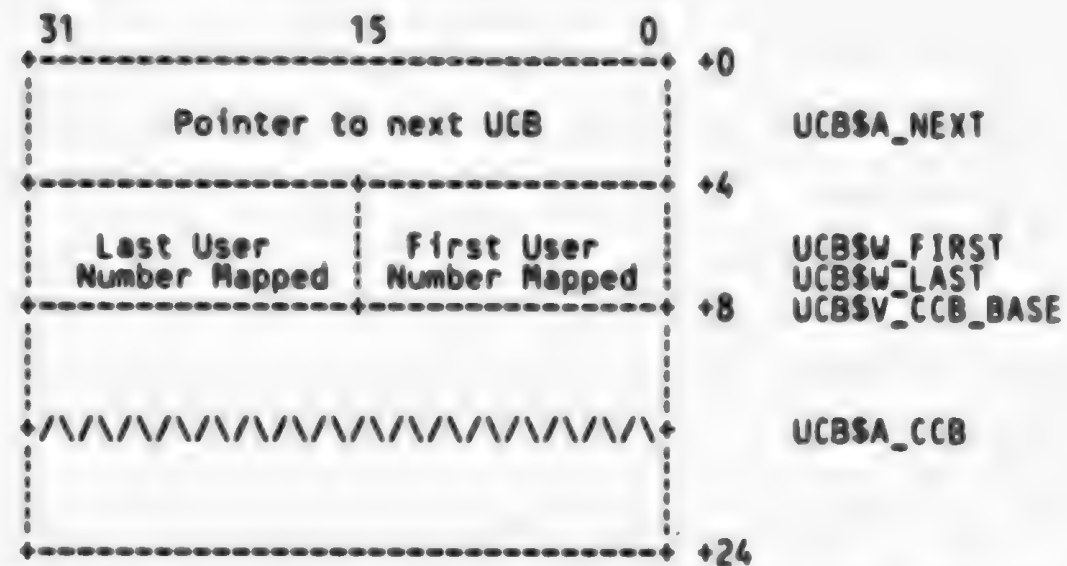 31 15 0
+0
Pointer to next UCB UCB$A_NEXT
+4
Last User First User UCB$W_FIRST
Number Mapped Number Mapped UCB$W_LAST
+8 UCB$V_CCB_BASE
/\/\/\/\/\/\/\/\/\/\/\/\/\/\/\/\ UCB$A_CCB
+24